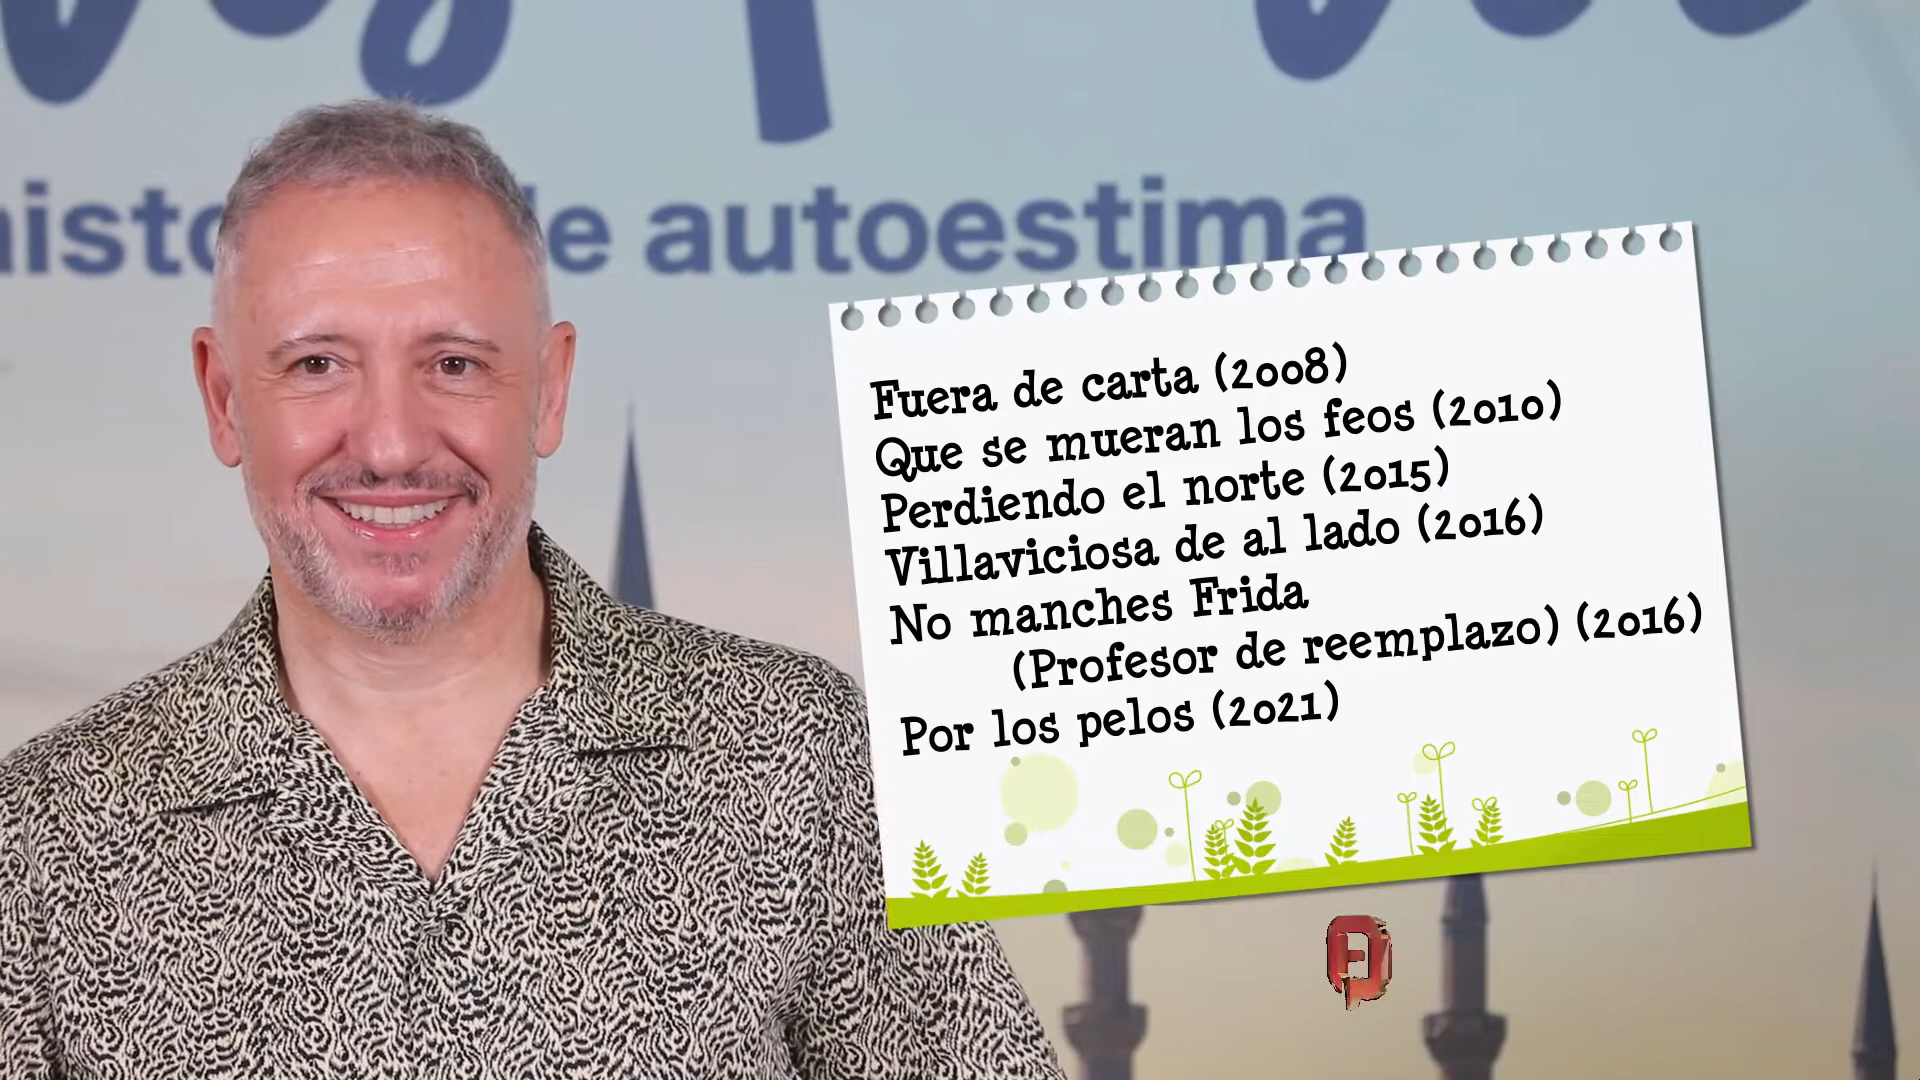 de autoestima
Fuera de carta (2008)
Que se mueran los feos (2010)
Perdiendo el norte (2015)
Villaviciosa de al lado (2016)
No manches Frida
(Profesor de reemplazo) (2016)
Por los pelos (2021)